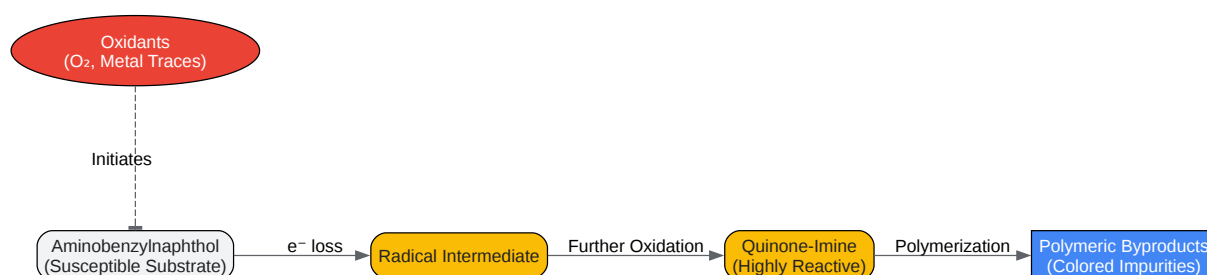 Oxidants
(O₂, Metal Traces)
Initiates
Aminobenzylnaphthol
(Susceptible Substrate)
e⁻ loss
Radical Intermediate
Further Oxidation
Quinone-Imine
(Highly Reactive)
Polymerization
Polymeric Byproducts
(Colored Impurities)